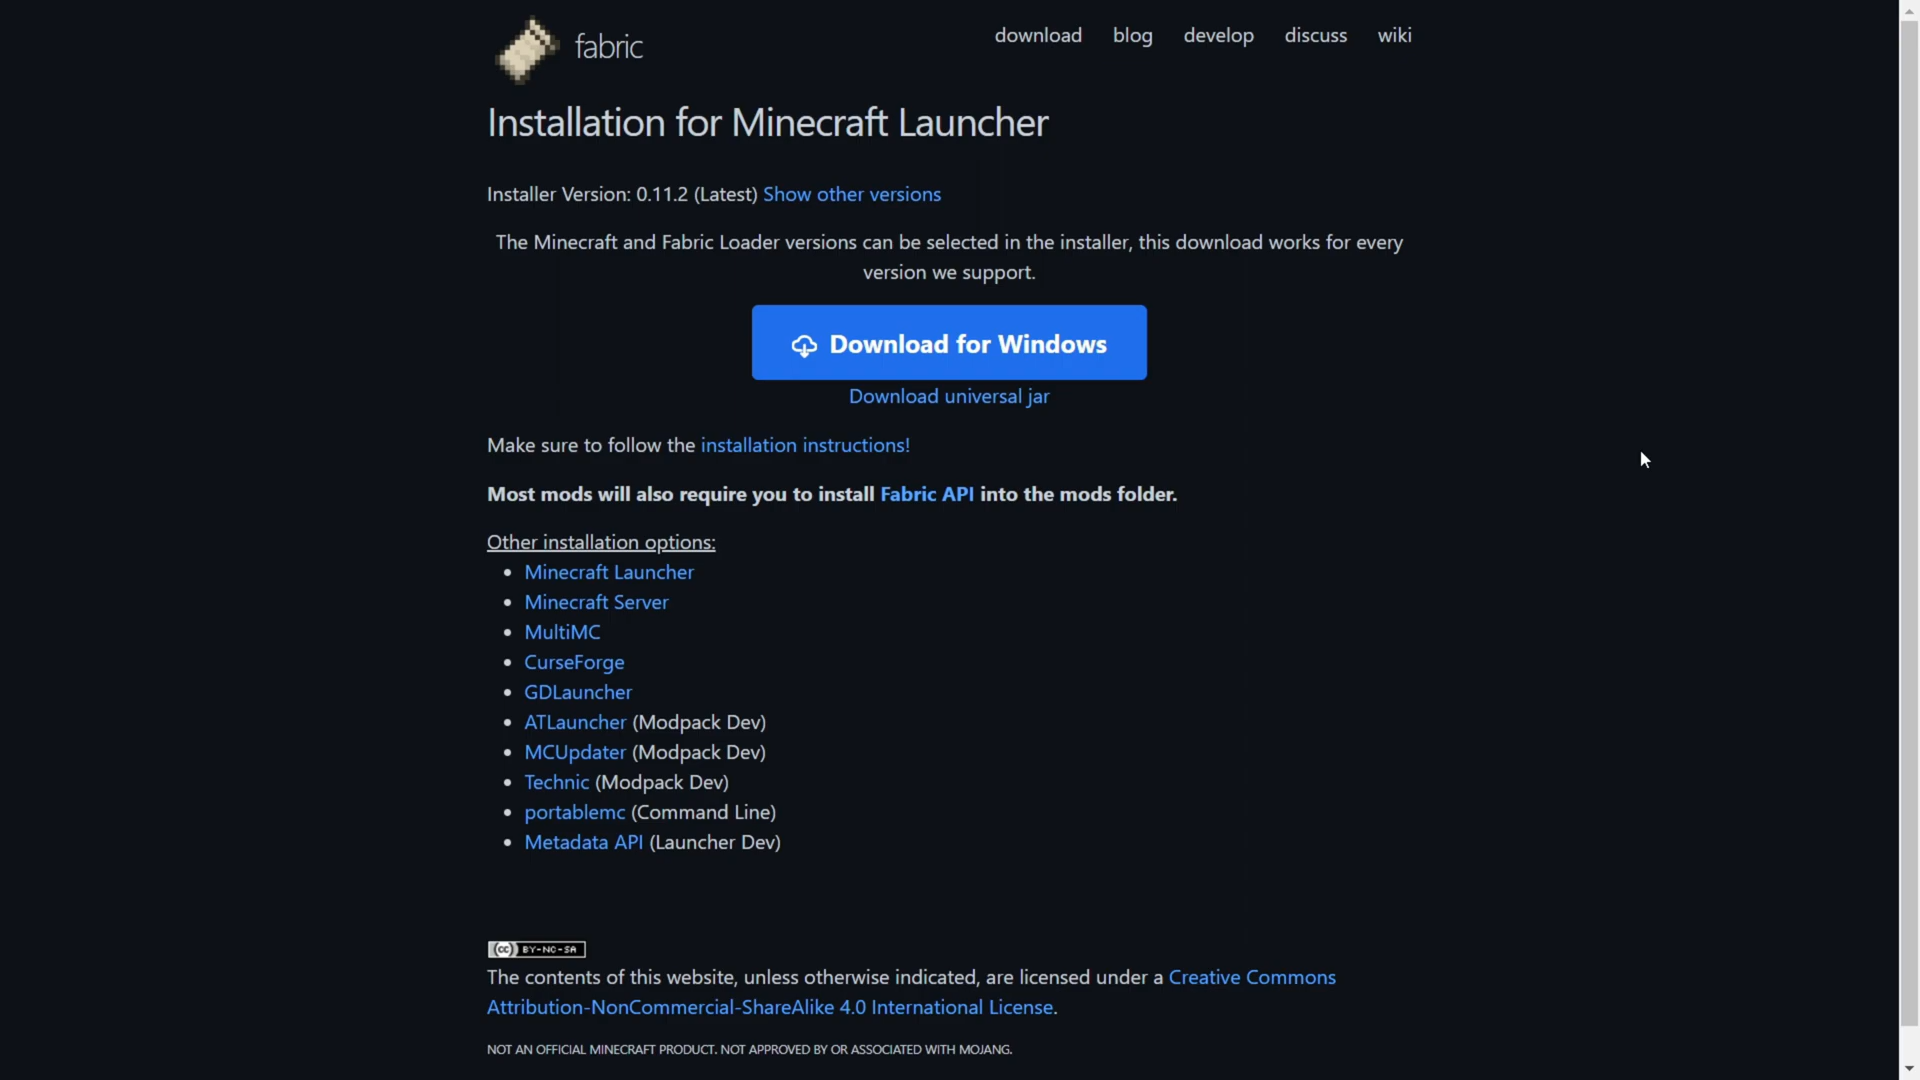 fabric
download blog develop discuss wiki
Installation for Minecraft Launcher
Installer Version: 0.11.2 (Latest) Show other versions
The Minecraft and Fabric Loader versions can be selected in the installer, this download works for every
version we support.
Download for Windows
Download universal jar
Make sure to follow the installation instructions!
Most mods will also require you to install Fabric API into the mods folder.
Other installation options:
Minecraft Launcher
Minecraft Server
MultiMC
CurseForge
GDLauncher
ATLauncher (Modpack Dev)
MCUpdater (Modpack Dev)
Technic (Modpack Dev)
portablemc (Command Line)
Metadata API (Launcher Dev)
(cc) BY-NC-SA
The contents of this website, unless otherwise indicated, are licensed under a Creative Commons
Attribution-NonCommercial-ShareAlike 4.0 International License.
NOT AN OFFICIAL MINECRAFT PRODUCT. NOT APPROVED BY OR ASSOCIATED WITH MOJANG.